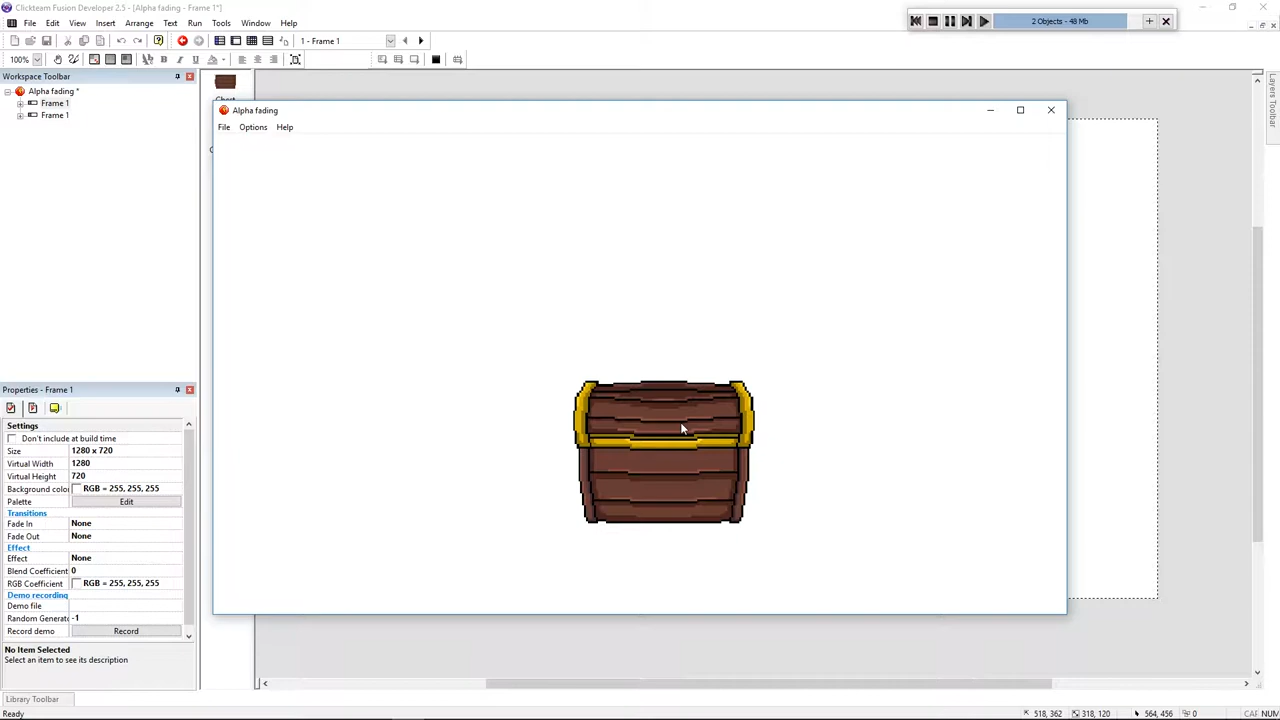 Clickteam Fusion Developer 2.5 - [Alpha fading - Frame 1*]
File Edit View Insert Arrange Text Run Tools Window Help
2 Objects - 48 Mb
1 - Frame 1
100%
Workspace Toolbar
Alpha fading *
Frame 1
Frame 1
Alpha fading
File Options Help
Layers Toolbar
Properties - Frame 1
Settings
Don't include at build time
Size 1280 x 720
Virtual Width 1280
Virtual Height 720
Background colo RGB = 255, 255, 255
Palette Edit
Transitions
Fade In None
Fade Out None
Effect
Effect None
Blend Coefficient 0
RGB Coefficient RGB = 255, 255, 255
Demo recording
Demo file
Random Generato -1
Record demo Record
No Item Selected
Select an item to see its description
Library Toolbar
Ready
518, 362 318, 120 564, 456 0 CAP NUM